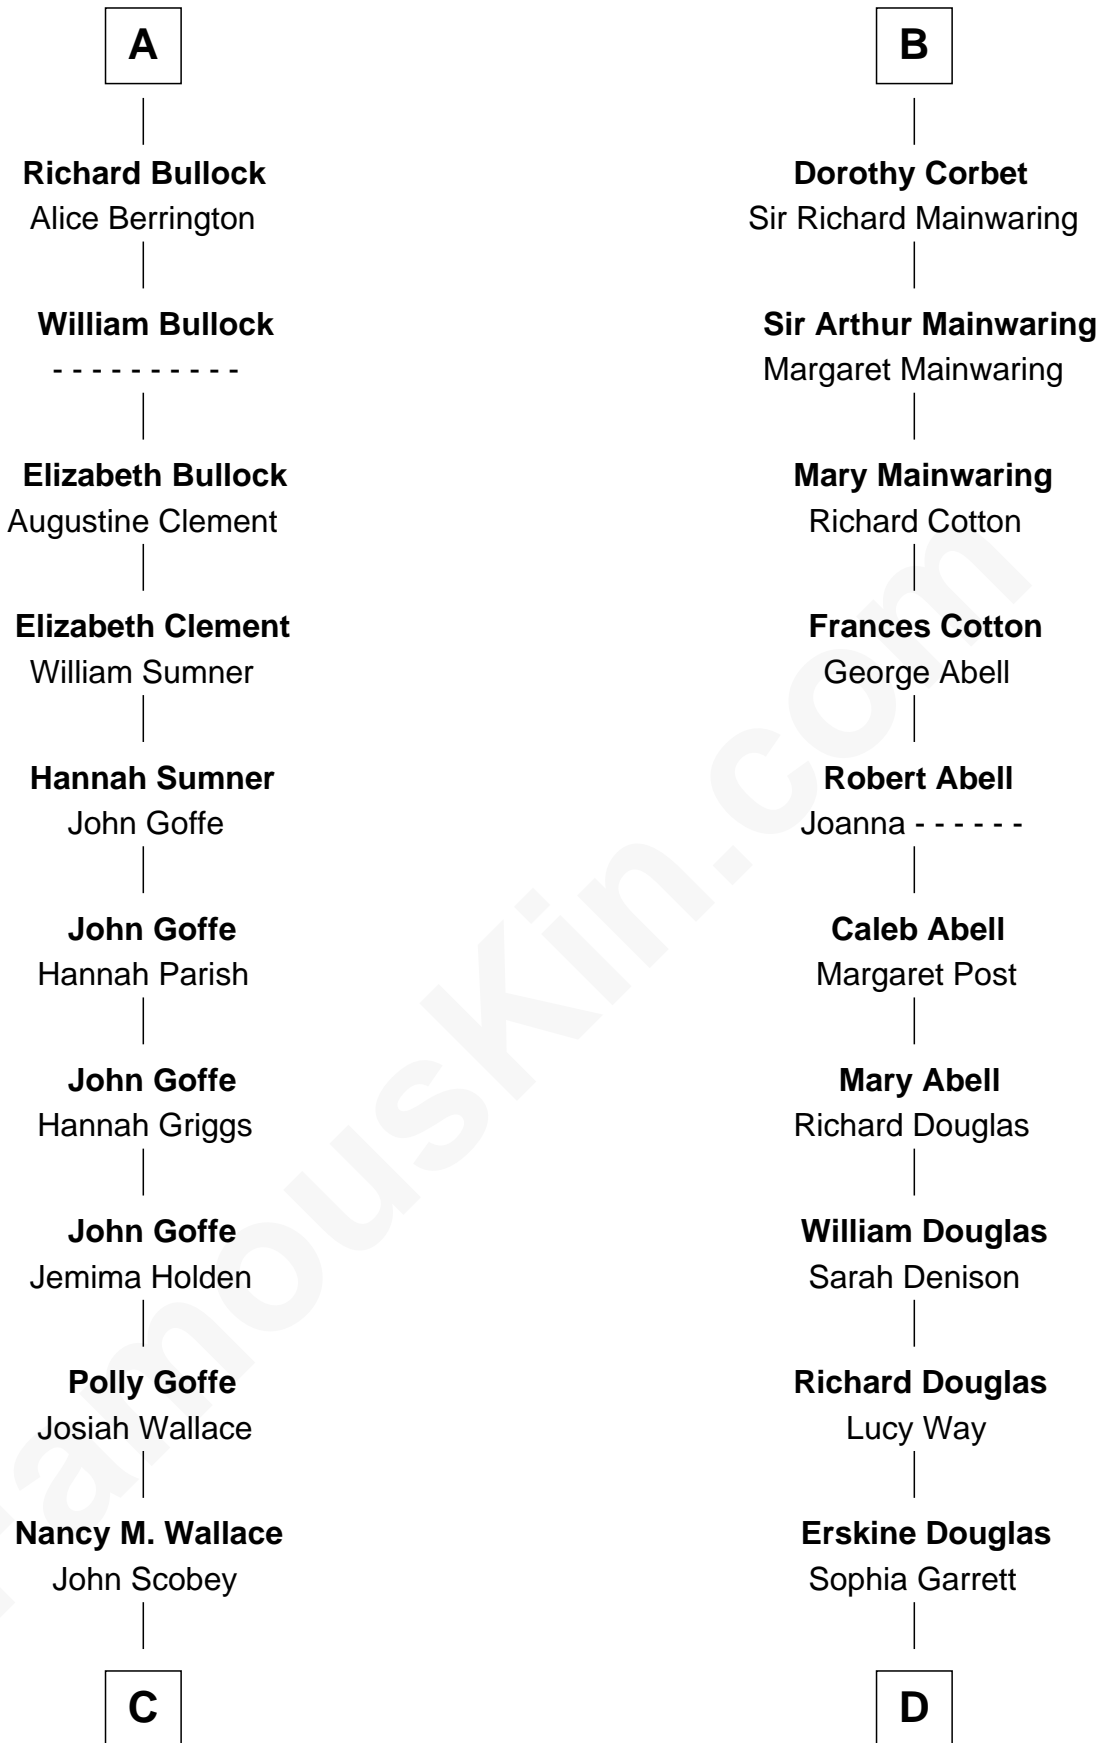 A
Richard Bullock
Alice Berrington
William Bullock
- - - - - - - - - -
Elizabeth Bullock
Augustine Clement
Elizabeth Clement
William Sumner
Hannah Sumner
John Goffe
John Goffe
Hannah Parish
John Goffe
Hannah Griggs
John Goffe
Jemima Holden
Polly Goffe
Josiah Wallace
Nancy M. Wallace
John Scobey
C
B
Dorothy Corbet
Sir Richard Mainwaring
Sir Arthur Mainwaring
Margaret Mainwaring
Mary Mainwaring
Richard Cotton
Frances Cotton
George Abell
Robert Abell
Joanna - - - - - -
Caleb Abell
Margaret Post
Mary Abell
Richard Douglas
William Douglas
Sarah Denison
Richard Douglas
Lucy Way
Erskine Douglas
Sophia Garrett
D
FamousKin.com